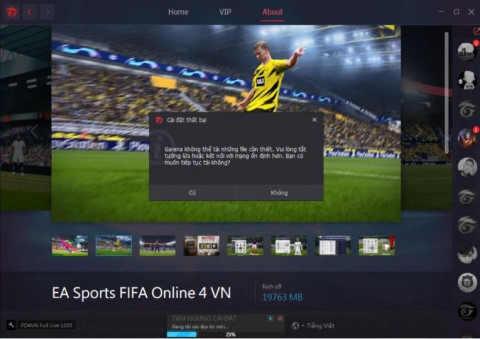 Home VIP About
Cài đặt thất bại
Garena không thể tải những file cần thiết. Vui lòng tắt
tường lửa hoặc kết nối với mạng ổn định hơn. Bạn có
muốn tiếp tục tải không?
Có Không
EA Sports FIFA Online 4 VN
Kích cỡ
19763 MB
TẠM NGƯNG CÀI ĐẶT
Đang tải các tập tin mới...
25%
FO4VN Full Live 1205
Tiếng Việt